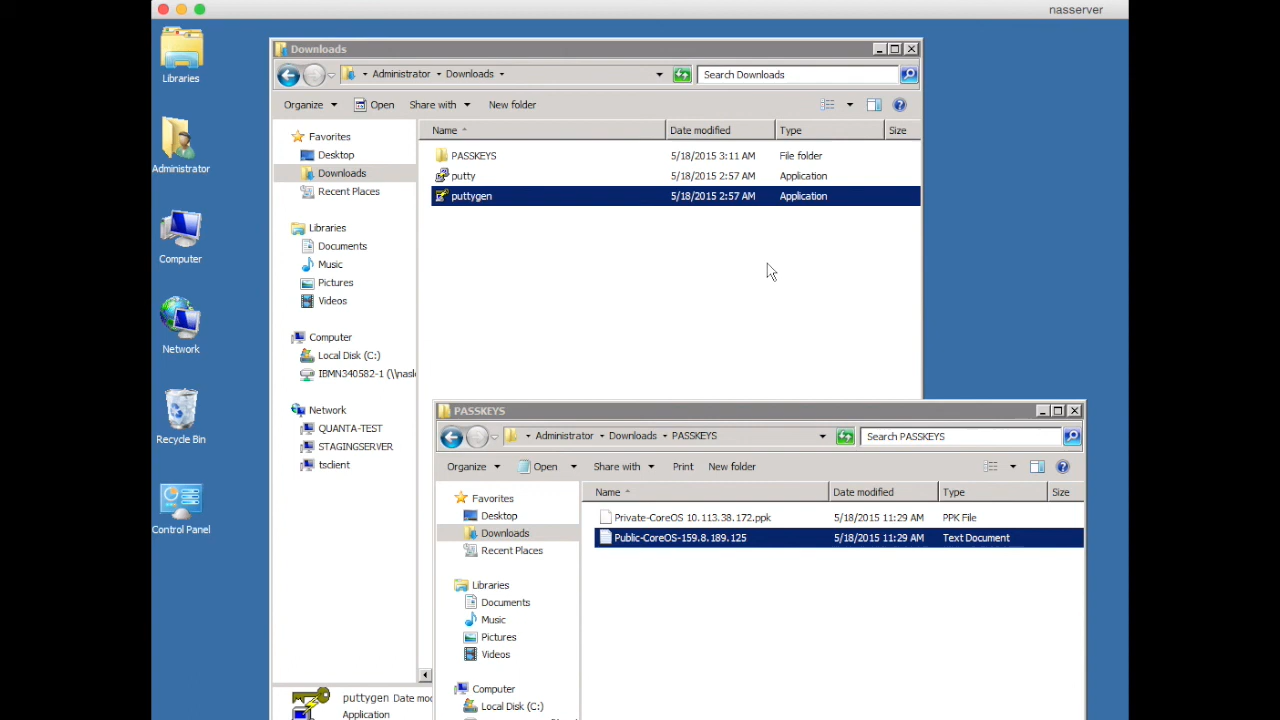 nasserver
Libraries
Administrator
Computer
Network
Recycle Bin
Control Panel
Downloads
Administrator Downloads
Search Downloads
Organize Open Share with New folder
Name Date modified Type Size
PASSKEYS 5/18/2015 3:11 AM File folder
putty 5/18/2015 2:57 AM Application
puttygen 5/18/2015 2:57 AM Application
Favorites
Desktop
Downloads
Recent Places
Libraries
Documents
Music
Pictures
Videos
Computer
Local Disk (C:)
IBMN340582-1 (\\nasl
Network
QUANTA-TEST
STAGINGSERVER
tsclient
puttygen Date mod
Application
PASSKEYS
Administrator Downloads PASSKEYS
Search PASSKEYS
Organize Open Share with Print New folder
Name Date modified Type Size
Private-CoreOS 10.113.38.172.ppk 5/18/2015 11:29 AM PPK File
Public-CoreOS-159.8.189.125 5/18/2015 11:29 AM Text Document
Favorites
Desktop
Downloads
Recent Places
Libraries
Documents
Music
Pictures
Videos
Computer
Local Disk (C:)